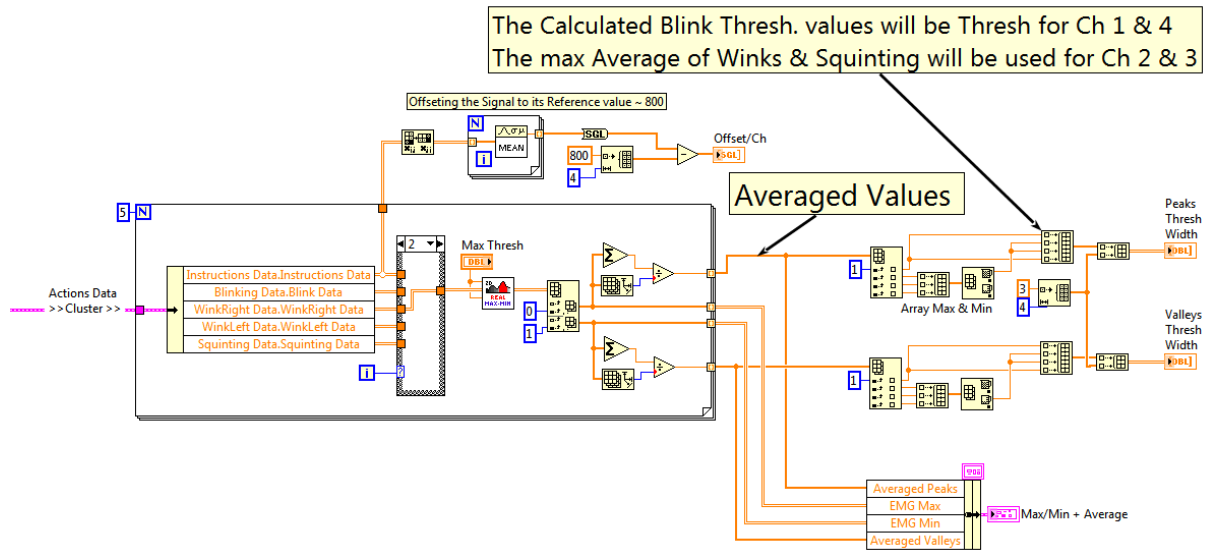 The Calculated Blink Thresh. values will be Thresh for Ch 1 & 4
The max Average of Winks & Squinting will be used for Ch 2 & 3
Offsetting the Signal to its Reference value ~ 800
N
i
MEAN
SGL
800
4
Offset/Ch
SGL
Averaged Values
5 N
Actions Data
>>Cluster >>
Instructions Data.Instructions Data
Blinking Data.Blink Data
WinkRight Data.WinkRight Data
WinkLeft Data.WinkLeft Data
Squinting Data.Squinting Data
i
2
?
Max Thresh
DBL
REAL
MAX-MIN
0
1
Σ
÷
Σ
÷
1
Array Max & Min
3
4
Peaks
Thresh
Width
DBL
Valleys
Thresh
Width
DBL
1
Averaged Peaks
EMG Max
EMG Min
Averaged Valleys
Max/Min + Average